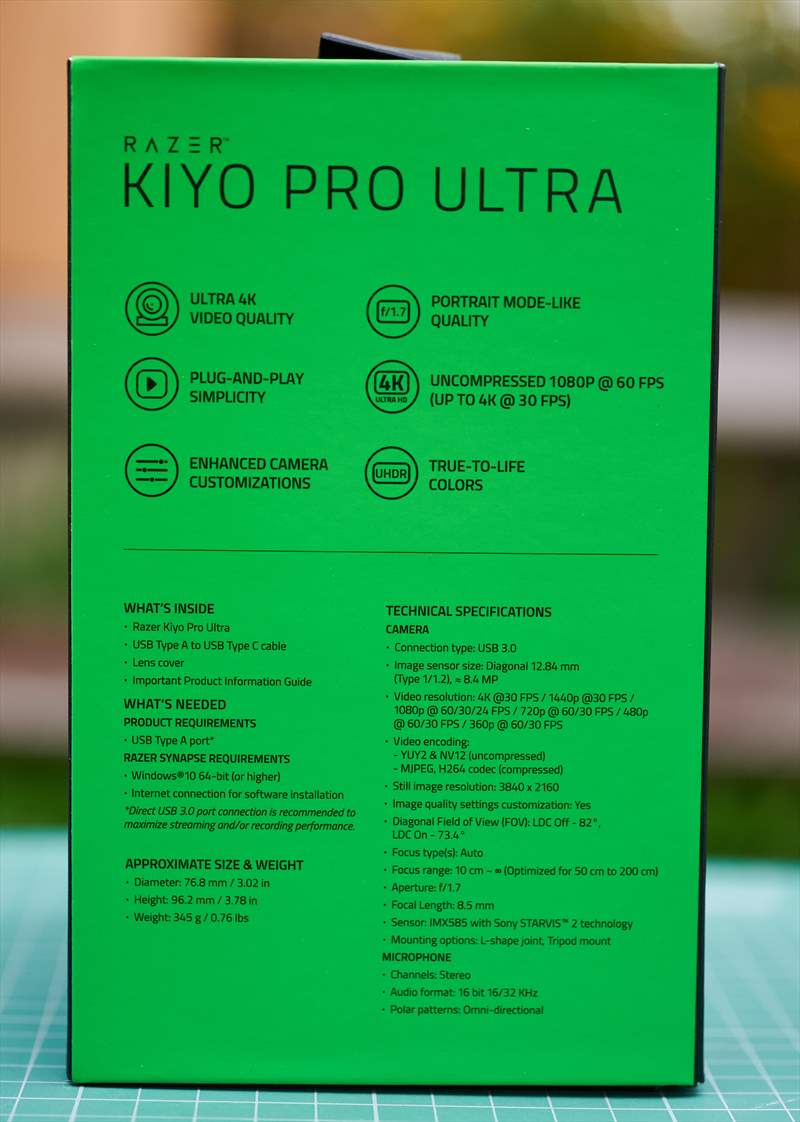 RAZER™
KIYO PRO ULTRA
ULTRA 4K
VIDEO QUALITY
f/1.7
PORTRAIT MODE-LIKE
QUALITY
PLUG-AND-PLAY
SIMPLICITY
4K
ULTRA HD
UNCOMPRESSED 1080P @ 60 FPS
(UP TO 4K @ 30 FPS)
ENHANCED CAMERA
CUSTOMIZATIONS
UHDR
TRUE-TO-LIFE
COLORS
WHAT'S INSIDE
· Razer Kiyo Pro Ultra
· USB Type A to USB Type C cable
· Lens cover
· Important Product Information Guide
WHAT'S NEEDED
PRODUCT REQUIREMENTS
· USB Type A port*
RAZER SYNAPSE REQUIREMENTS
· Windows®10 64-bit (or higher)
· Internet connection for software installation
*Direct USB 3.0 port connection is recommended to
maximize streaming and/or recording performance.
APPROXIMATE SIZE & WEIGHT
· Diameter: 76.8 mm / 3.02 in
· Height: 96.2 mm / 3.78 in
· Weight: 345 g / 0.76 lbs
TECHNICAL SPECIFICATIONS
CAMERA
· Connection type: USB 3.0
· Image sensor size: Diagonal 12.84 mm
(Type 1/1.2), ≈ 8.4 MP
· Video resolution: 4K @30 FPS / 1440p @30 FPS /
1080p @ 60/30/24 FPS / 720p @ 60/30 FPS / 480p
@ 60/30 FPS / 360p @ 60/30 FPS
· Video encoding:
- YUY2 & NV12 (uncompressed)
- MJPEG, H264 codec (compressed)
· Still image resolution: 3840 x 2160
· Image quality settings customization: Yes
· Diagonal Field of View (FOV): LDC Off - 82°,
LDC On - 73.4°
· Focus type(s): Auto
· Focus range: 10 cm ~ ∞ (Optimized for 50 cm to 200 cm)
· Aperture: f/1.7
· Focal Length: 8.5 mm
· Sensor: IMX585 with Sony STARVIS™ 2 technology
· Mounting options: L-shape joint, Tripod mount
MICROPHONE
· Channels: Stereo
· Audio format: 16 bit 16/32 KHz
· Polar patterns: Omni-directional